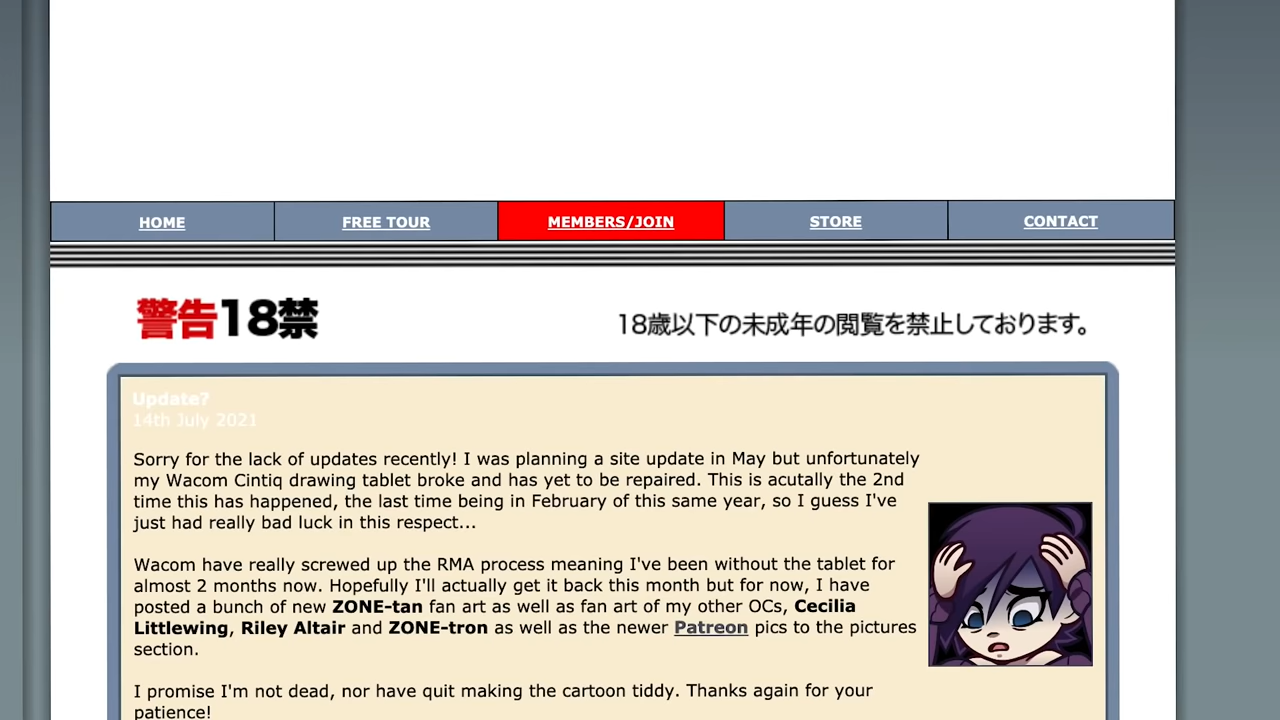 HOME FREE TOUR MEMBERS/JOIN STORE CONTACT
警告18禁
18歳以下の未成年の閲覧を禁止しております。
Update?
14th July 2021
Sorry for the lack of updates recently! I was planning a site update in May but unfortunately
my Wacom Cintiq drawing tablet broke and has yet to be repaired. This is acutally the 2nd
time this has happened, the last time being in February of this same year, so I guess I've
just had really bad luck in this respect...
Wacom have really screwed up the RMA process meaning I've been without the tablet for
almost 2 months now. Hopefully I'll actually get it back this month but for now, I have
posted a bunch of new ZONE-tan fan art as well as fan art of my other OCs, Cecilia
Littlewing, Riley Altair and ZONE-tron as well as the newer Patreon pics to the pictures
section.
I promise I'm not dead, nor have quit making the cartoon tiddy. Thanks again for your
patience!